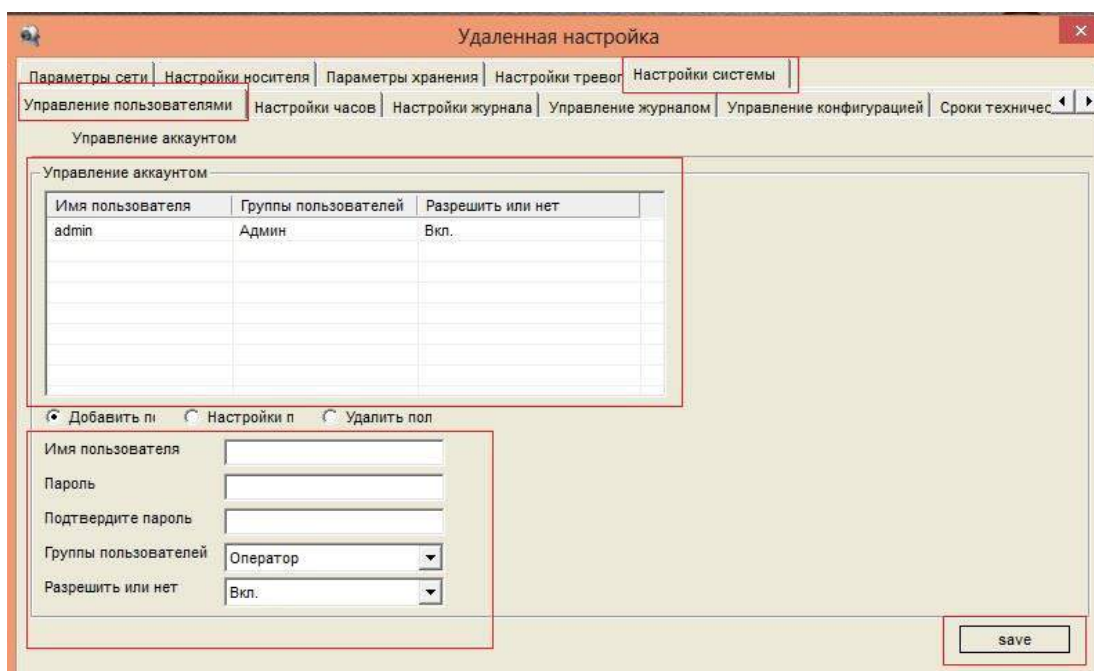 Удаленная настройка
Параметры сети Настройки носителя Параметры хранения Настройки тревог Настройки системы
Управление пользователями Настройки часов Настройки журнала Управление журналом Управление конфигурацией Сроки техничес
Управление аккаунтом
Управление аккаунтом
Имя пользователя Группы пользователей Разрешить или нет
admin Админ Вкл.
Добавить п Настройки п Удалить пол
Имя пользователя
Пароль
Подтвердите пароль
Группы пользователей Оператор
Разрешить или нет Вкл.
save